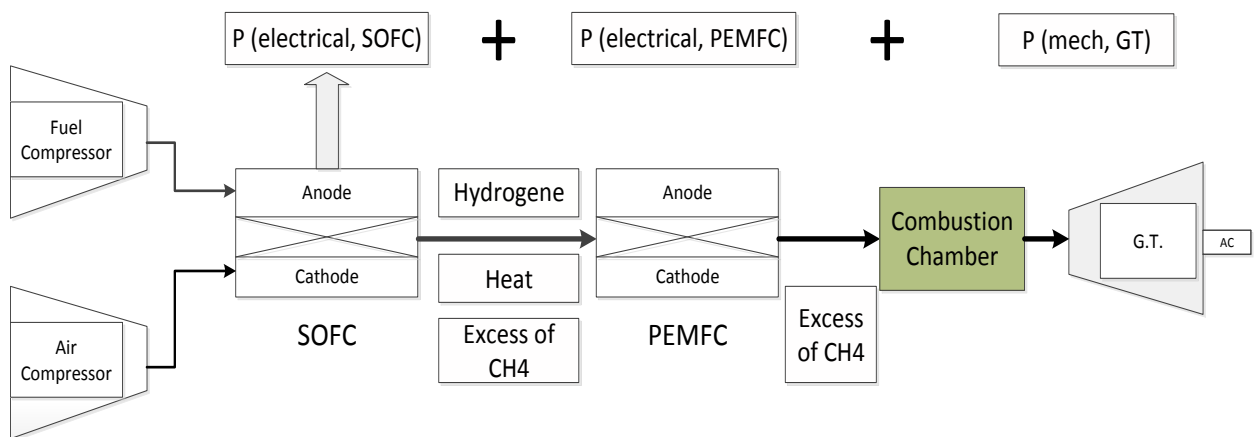 P (electrical, SOFC)
+
P (electrical, PEMFC)
+
P (mech, GT)
Fuel
Compressor
Anode
Cathode
SOFC
Hydrogene
Heat
Excess of
CH4
Anode
Cathode
PEMFC
Excess
of CH4
Combustion
Chamber
G.T.
AC
Air
Compressor